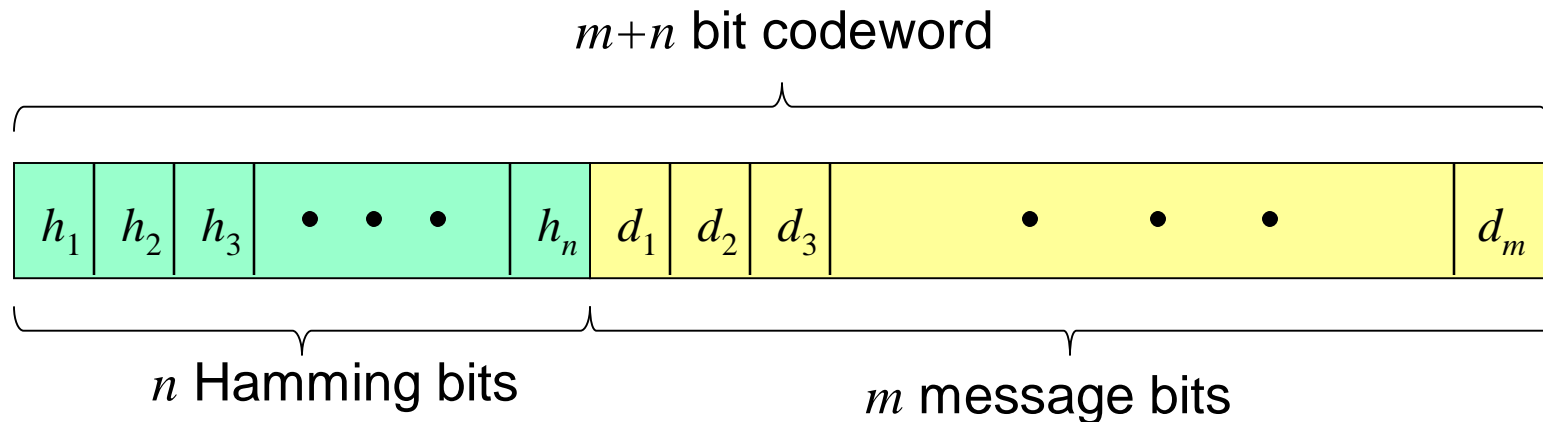 m+n bit codeword
h₁ h₂ h₃ • • • hₙ d₁ d₂ d₃ • • • dₘ
n Hamming bits
m message bits